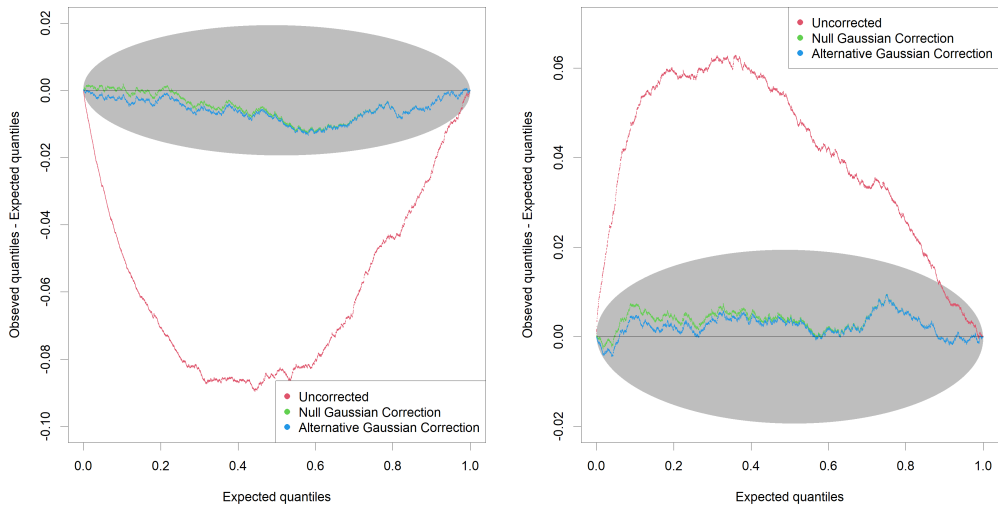 0.02
0.00
-0.02
-0.04
-0.06
-0.08
-0.10
Obseved quantiles - Expected quantiles
Uncorrected
Null Gaussian Correction
Alternative Gaussian Correction
0.0 0.2 0.4 0.6 0.8 1.0
Expected quantiles
Uncorrected
Null Gaussian Correction
Alternative Gaussian Correction
0.06
0.04
0.02
0.00
-0.02
Obseved quantiles - Expected quantiles
0.0 0.2 0.4 0.6 0.8 1.0
Expected quantiles